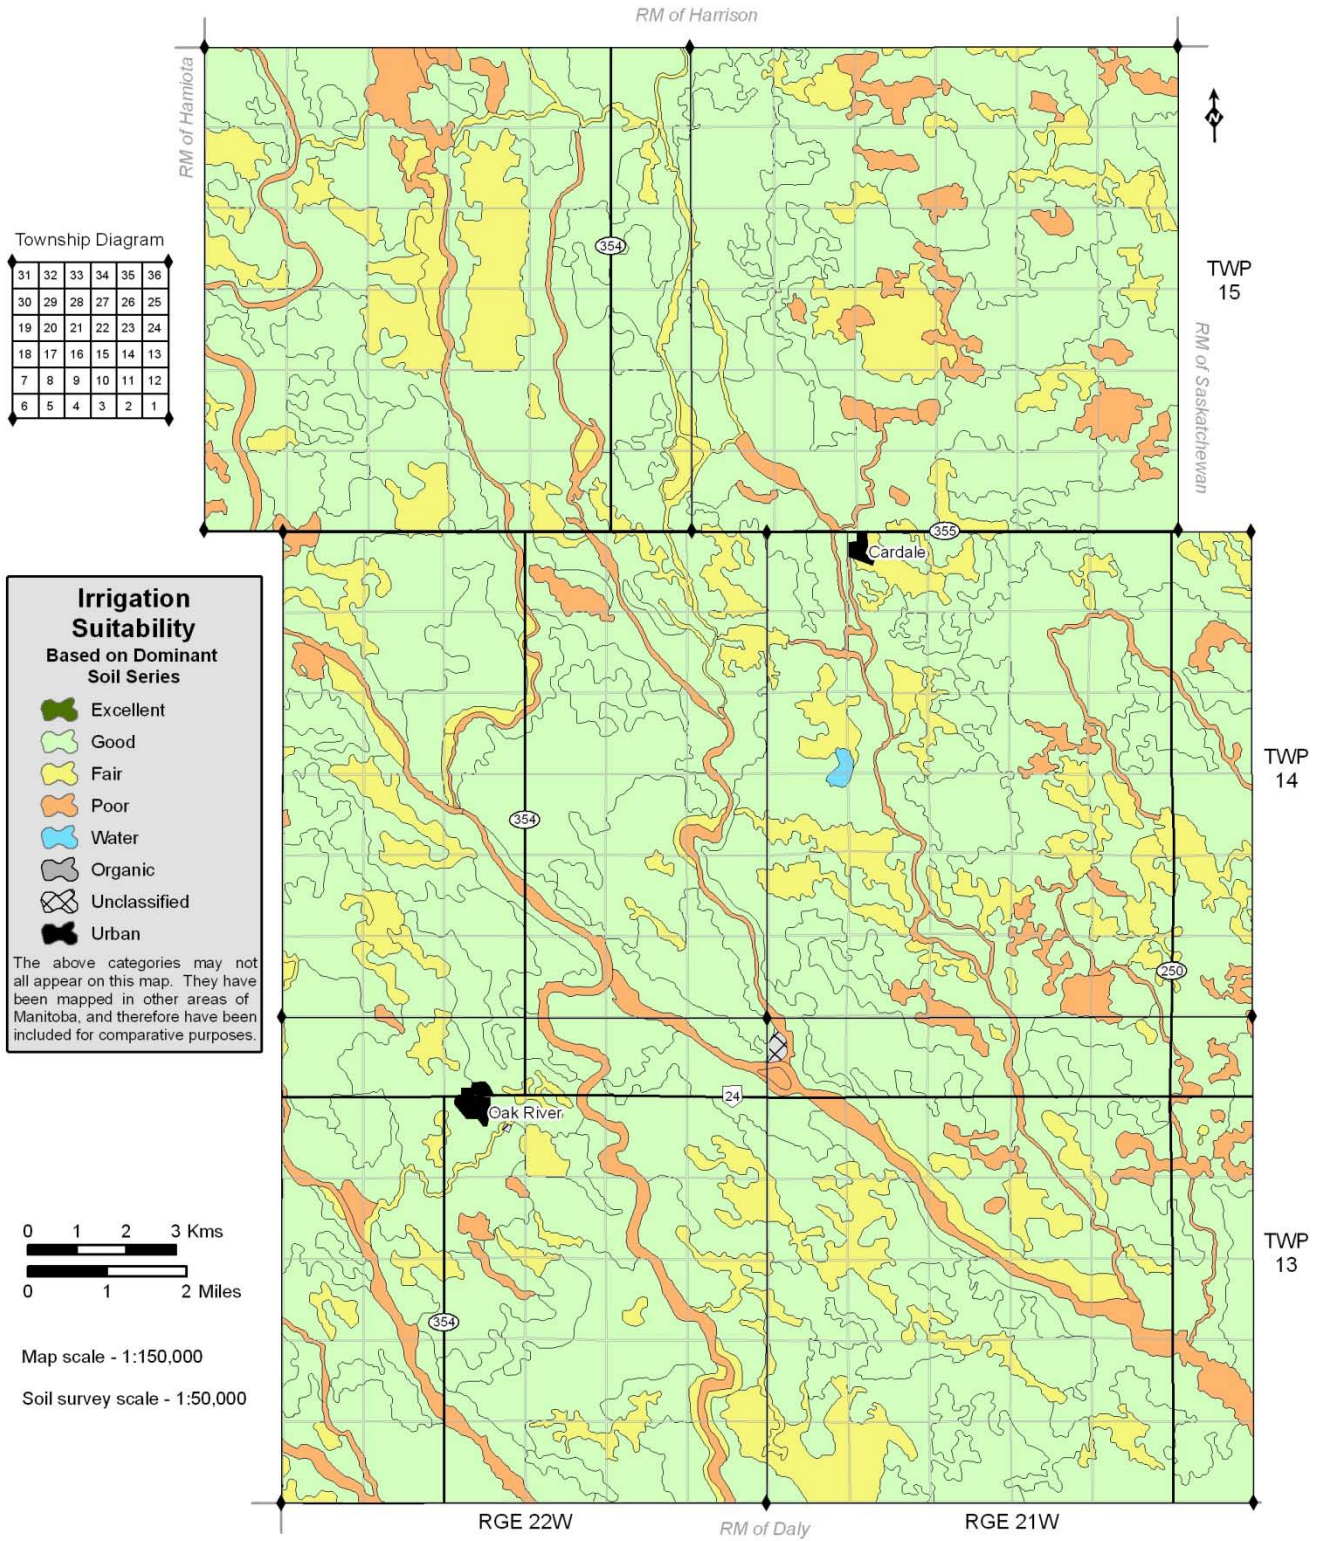 RM of Harrison
RM of Hamiota
N
Township Diagram
31 32 33 34 35 36
30 29 28 27 26 25
19 20 21 22 23 24
18 17 16 15 14 13
7 8 9 10 11 12
6 5 4 3 2 1
354
TWP
15
RM of Saskatchewan
355
Cardale
Irrigation
Suitability
Based on Dominant
Soil Series
Excellent
Good
Fair
Poor
Water
Organic
Unclassified
Urban
The above categories may not
all appear on this map. They have
been mapped in other areas of
Manitoba, and therefore have been
included for comparative purposes.
TWP
14
354
250
24
Oak River
0 1 2 3 Kms
0 1 2 Miles
TWP
13
354
Map scale - 1:150,000
Soil survey scale - 1:50,000
RGE 22W
RM of Daly
RGE 21W